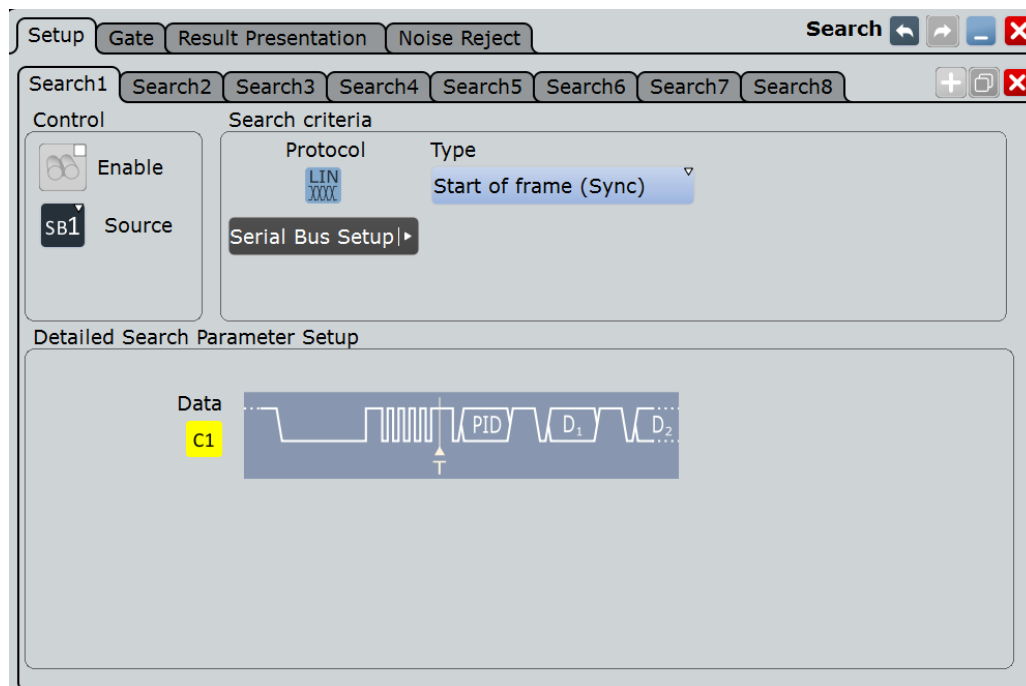 Setup Gate Result Presentation Noise Reject Search
Search1 Search2 Search3 Search4 Search5 Search6 Search7 Search8
Control Search criteria
Protocol Type
Enable LIN Start of frame (Sync)
SB1 Source Serial Bus Setup
Detailed Search Parameter Setup
Data
C1 PID D₁ D₂
T